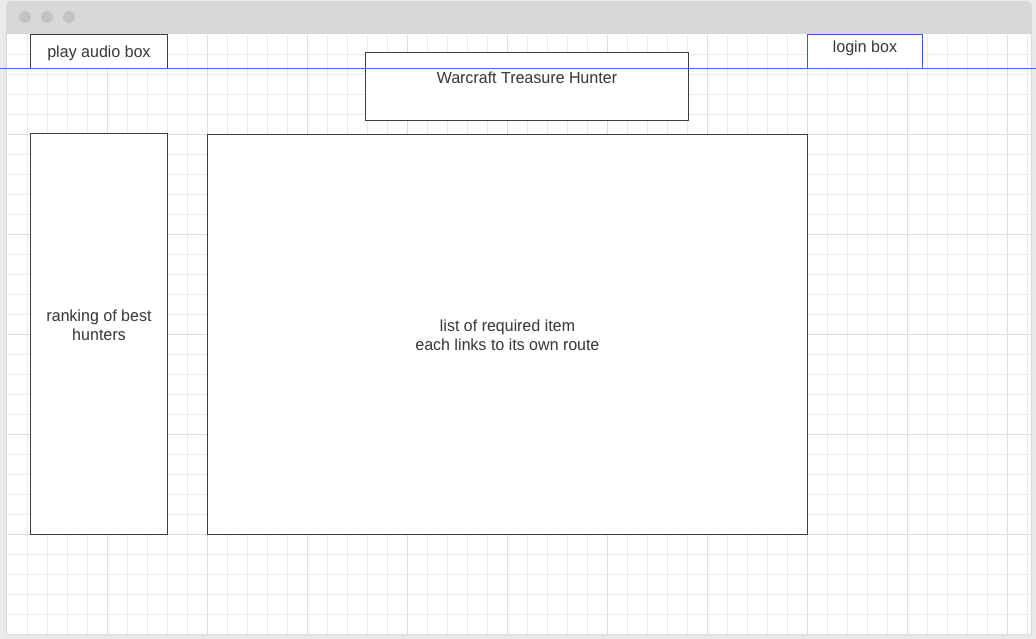 play audio box
login box
Warcraft Treasure Hunter
ranking of best
hunters
list of required item
each links to its own route